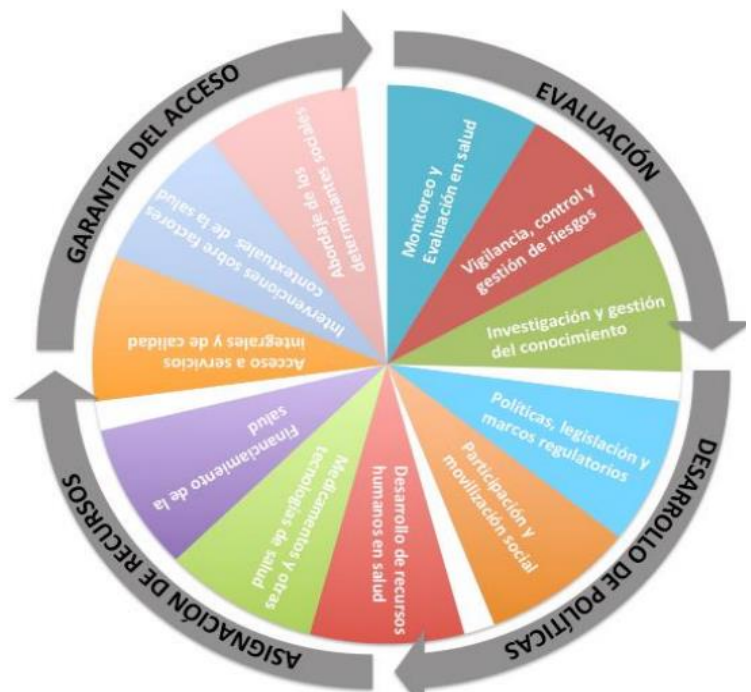 GARANTÍA DEL ACCESO
EVALUACIÓN
DESARROLLO DE POLÍTICAS
ASIGNACIÓN DE RECURSOS
Monitoreo y
Evaluación en salud
Vigilancia, control y
gestión de riesgos
Investigación y gestión
del conocimiento
Políticas, legislación y
marcos regulatorios
Participación y
movilización social
Desarrollo de recursos
humanos en salud
Medicamentos y otras
tecnologías de salud
Financiamiento de la
salud
Acceso a servicios
integrales y de calidad
Intervenciones sobre factores
contextuales de la salud
Abordaje de los
determinantes sociales